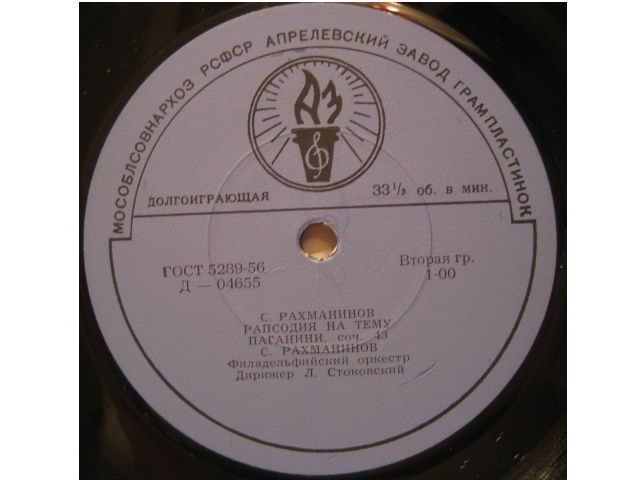 МОСОБЛСОВНАРХОЗ РСФСР АПРЕЛЕВСКИЙ ЗАВОД ГРАМПЛАСТИНОК
АЗ
ДОЛГОИГРАЮЩАЯ
33 1/3 об. в мин.
ГОСТ 5289-56
Д — 04655
Вторая гр.
1-00
С. РАХМАНИНОВ
РАПСОДИЯ НА ТЕМУ
ПАГАНИНИ, соч. 43
С. РАХМАНИНОВ
Филадельфийский оркестр
Дирижер Л. Стоковский